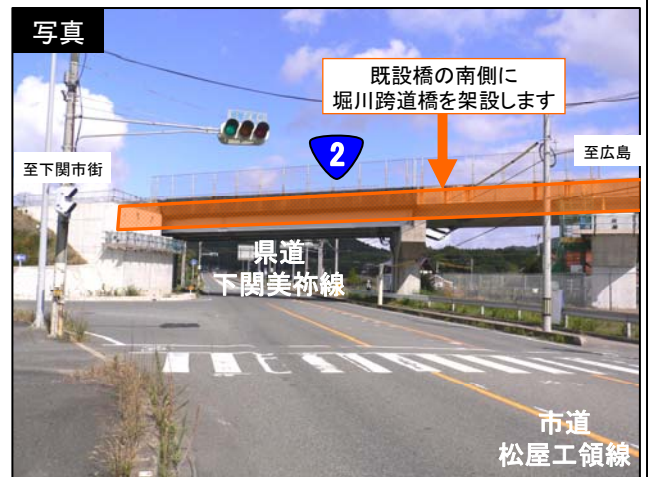 写真
既設橋の南側に
堀川跨道橋を架設します
2
至下関市街
至広島
県道
下関美祢線
市道
松屋工領線